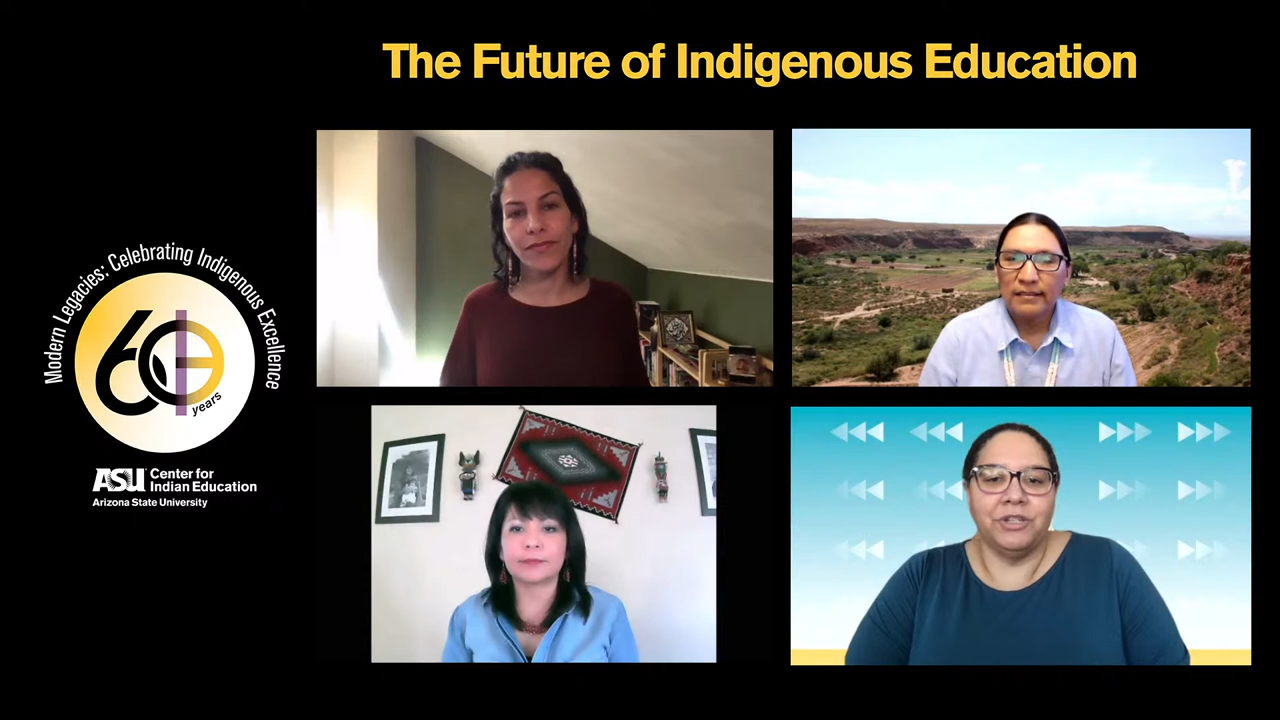 The Future of Indigenous Education
Modern Legacies: Celebrating Indigenous Excellence
60
years
ASU Center for
Indian Education
Arizona State University